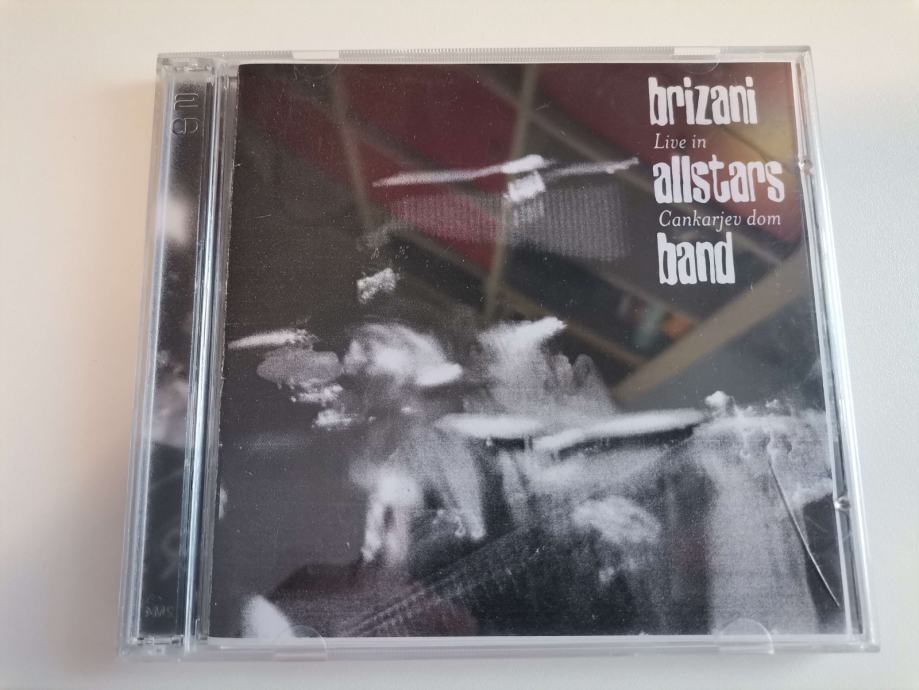 brizani
Live in
allstars
Cankarjev dom
band